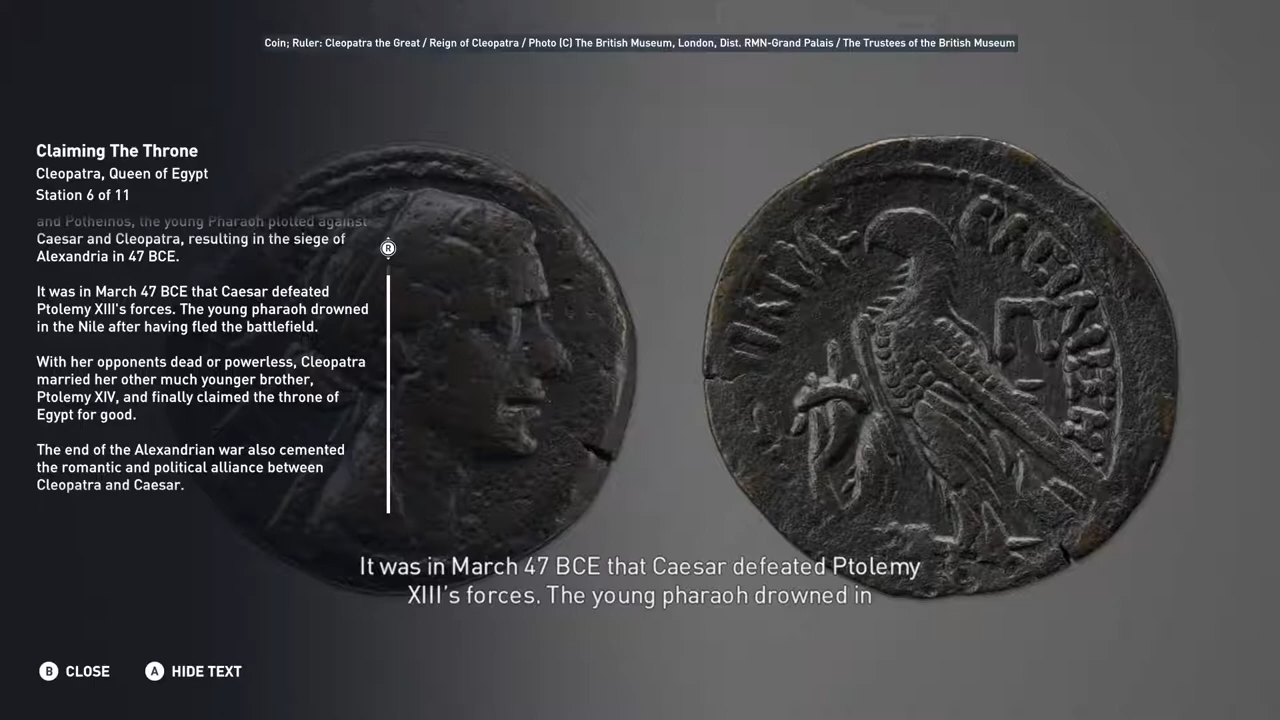 Coin; Ruler: Cleopatra the Great / Reign of Cleopatra / Photo (C) The British Museum, London, Dist. RMN-Grand Palais / The Trustees of the British Museum
Claiming The Throne
Cleopatra, Queen of Egypt
Station 6 of 11
and Potheinos, the young Pharaoh plotted against
Caesar and Cleopatra, resulting in the siege of
Alexandria in 47 BCE.
It was in March 47 BCE that Caesar defeated
Ptolemy XIII's forces. The young pharaoh drowned
in the Nile after having fled the battlefield.
With her opponents dead or powerless, Cleopatra
married her other much younger brother,
Ptolemy XIV, and finally claimed the throne of
Egypt for good.
The end of the Alexandrian war also cemented
the romantic and political alliance between
Cleopatra and Caesar.
R
It was in March 47 BCE that Caesar defeated Ptolemy
XIII's forces. The young pharaoh drowned in
B CLOSE
A HIDE TEXT